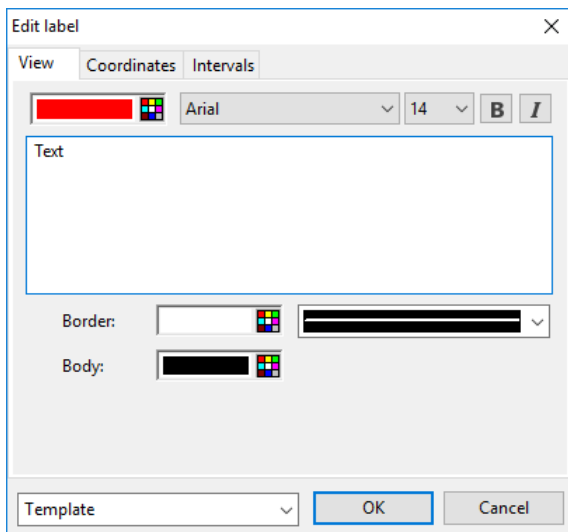 Edit label
View Coordinates Intervals
Arial 14 B I
Text
Border:
Body:
Template OK Cancel